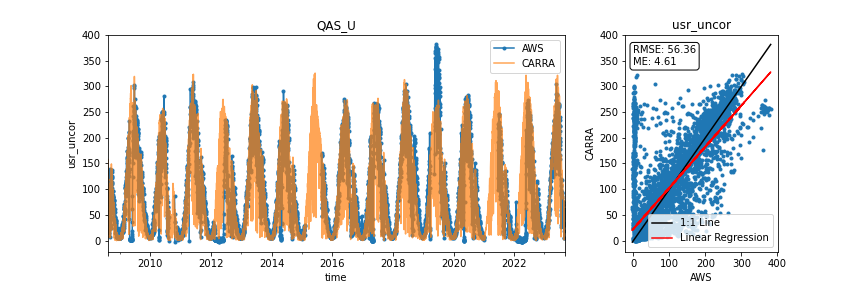 QAS_U
usr_uncor
400
350
300
250
200
150
100
50
0
usr_uncor
2010
2012
2014
2016
2018
2020
2022
time
AWS
CARRA
400
350
300
250
200
150
100
50
0
CARRA
0
100
200
300
400
AWS
RMSE: 56.36
ME: 4.61
1:1 Line
Linear Regression